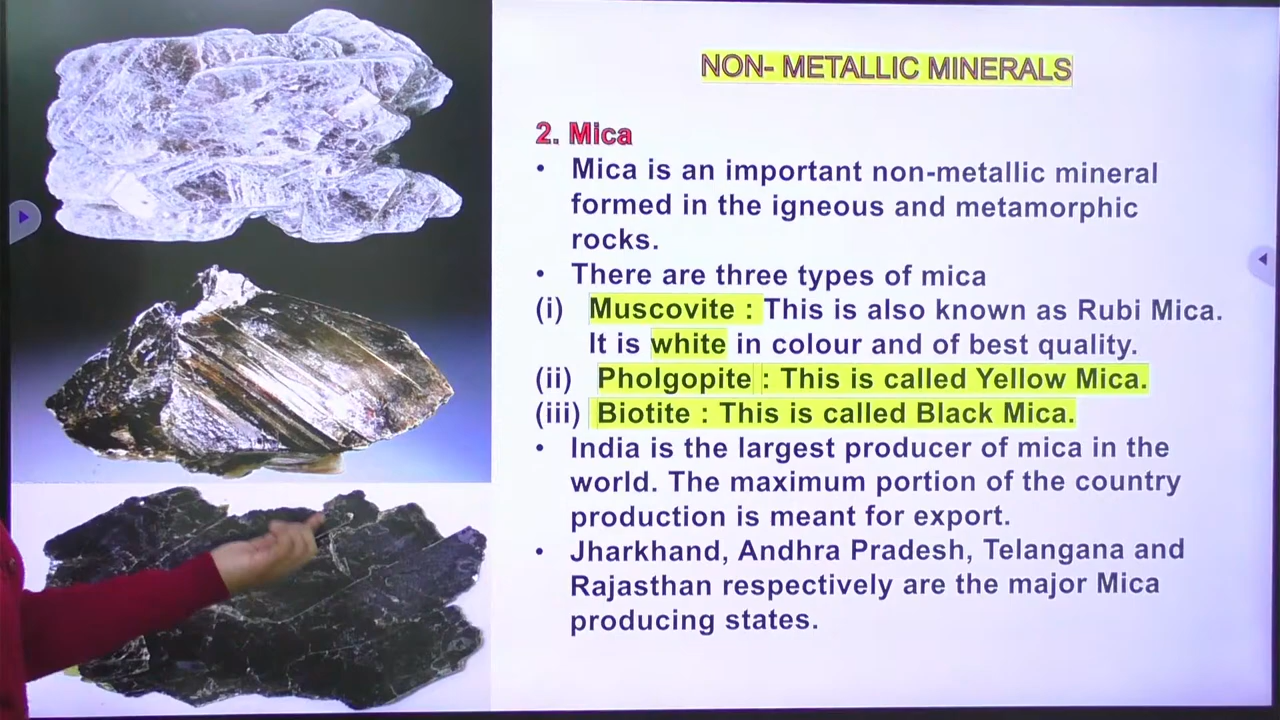 NON- METALLIC MINERALS
2. Mica
• Mica is an important non-metallic mineral
formed in the igneous and metamorphic
rocks.
• There are three types of mica
(i) Muscovite : This is also known as Rubi Mica.
It is white in colour and of best quality.
(ii) Pholgopite : This is called Yellow Mica.
(iii) Biotite : This is called Black Mica.
• India is the largest producer of mica in the
world. The maximum portion of the country
production is meant for export.
• Jharkhand, Andhra Pradesh, Telangana and
Rajasthan respectively are the major Mica
producing states.